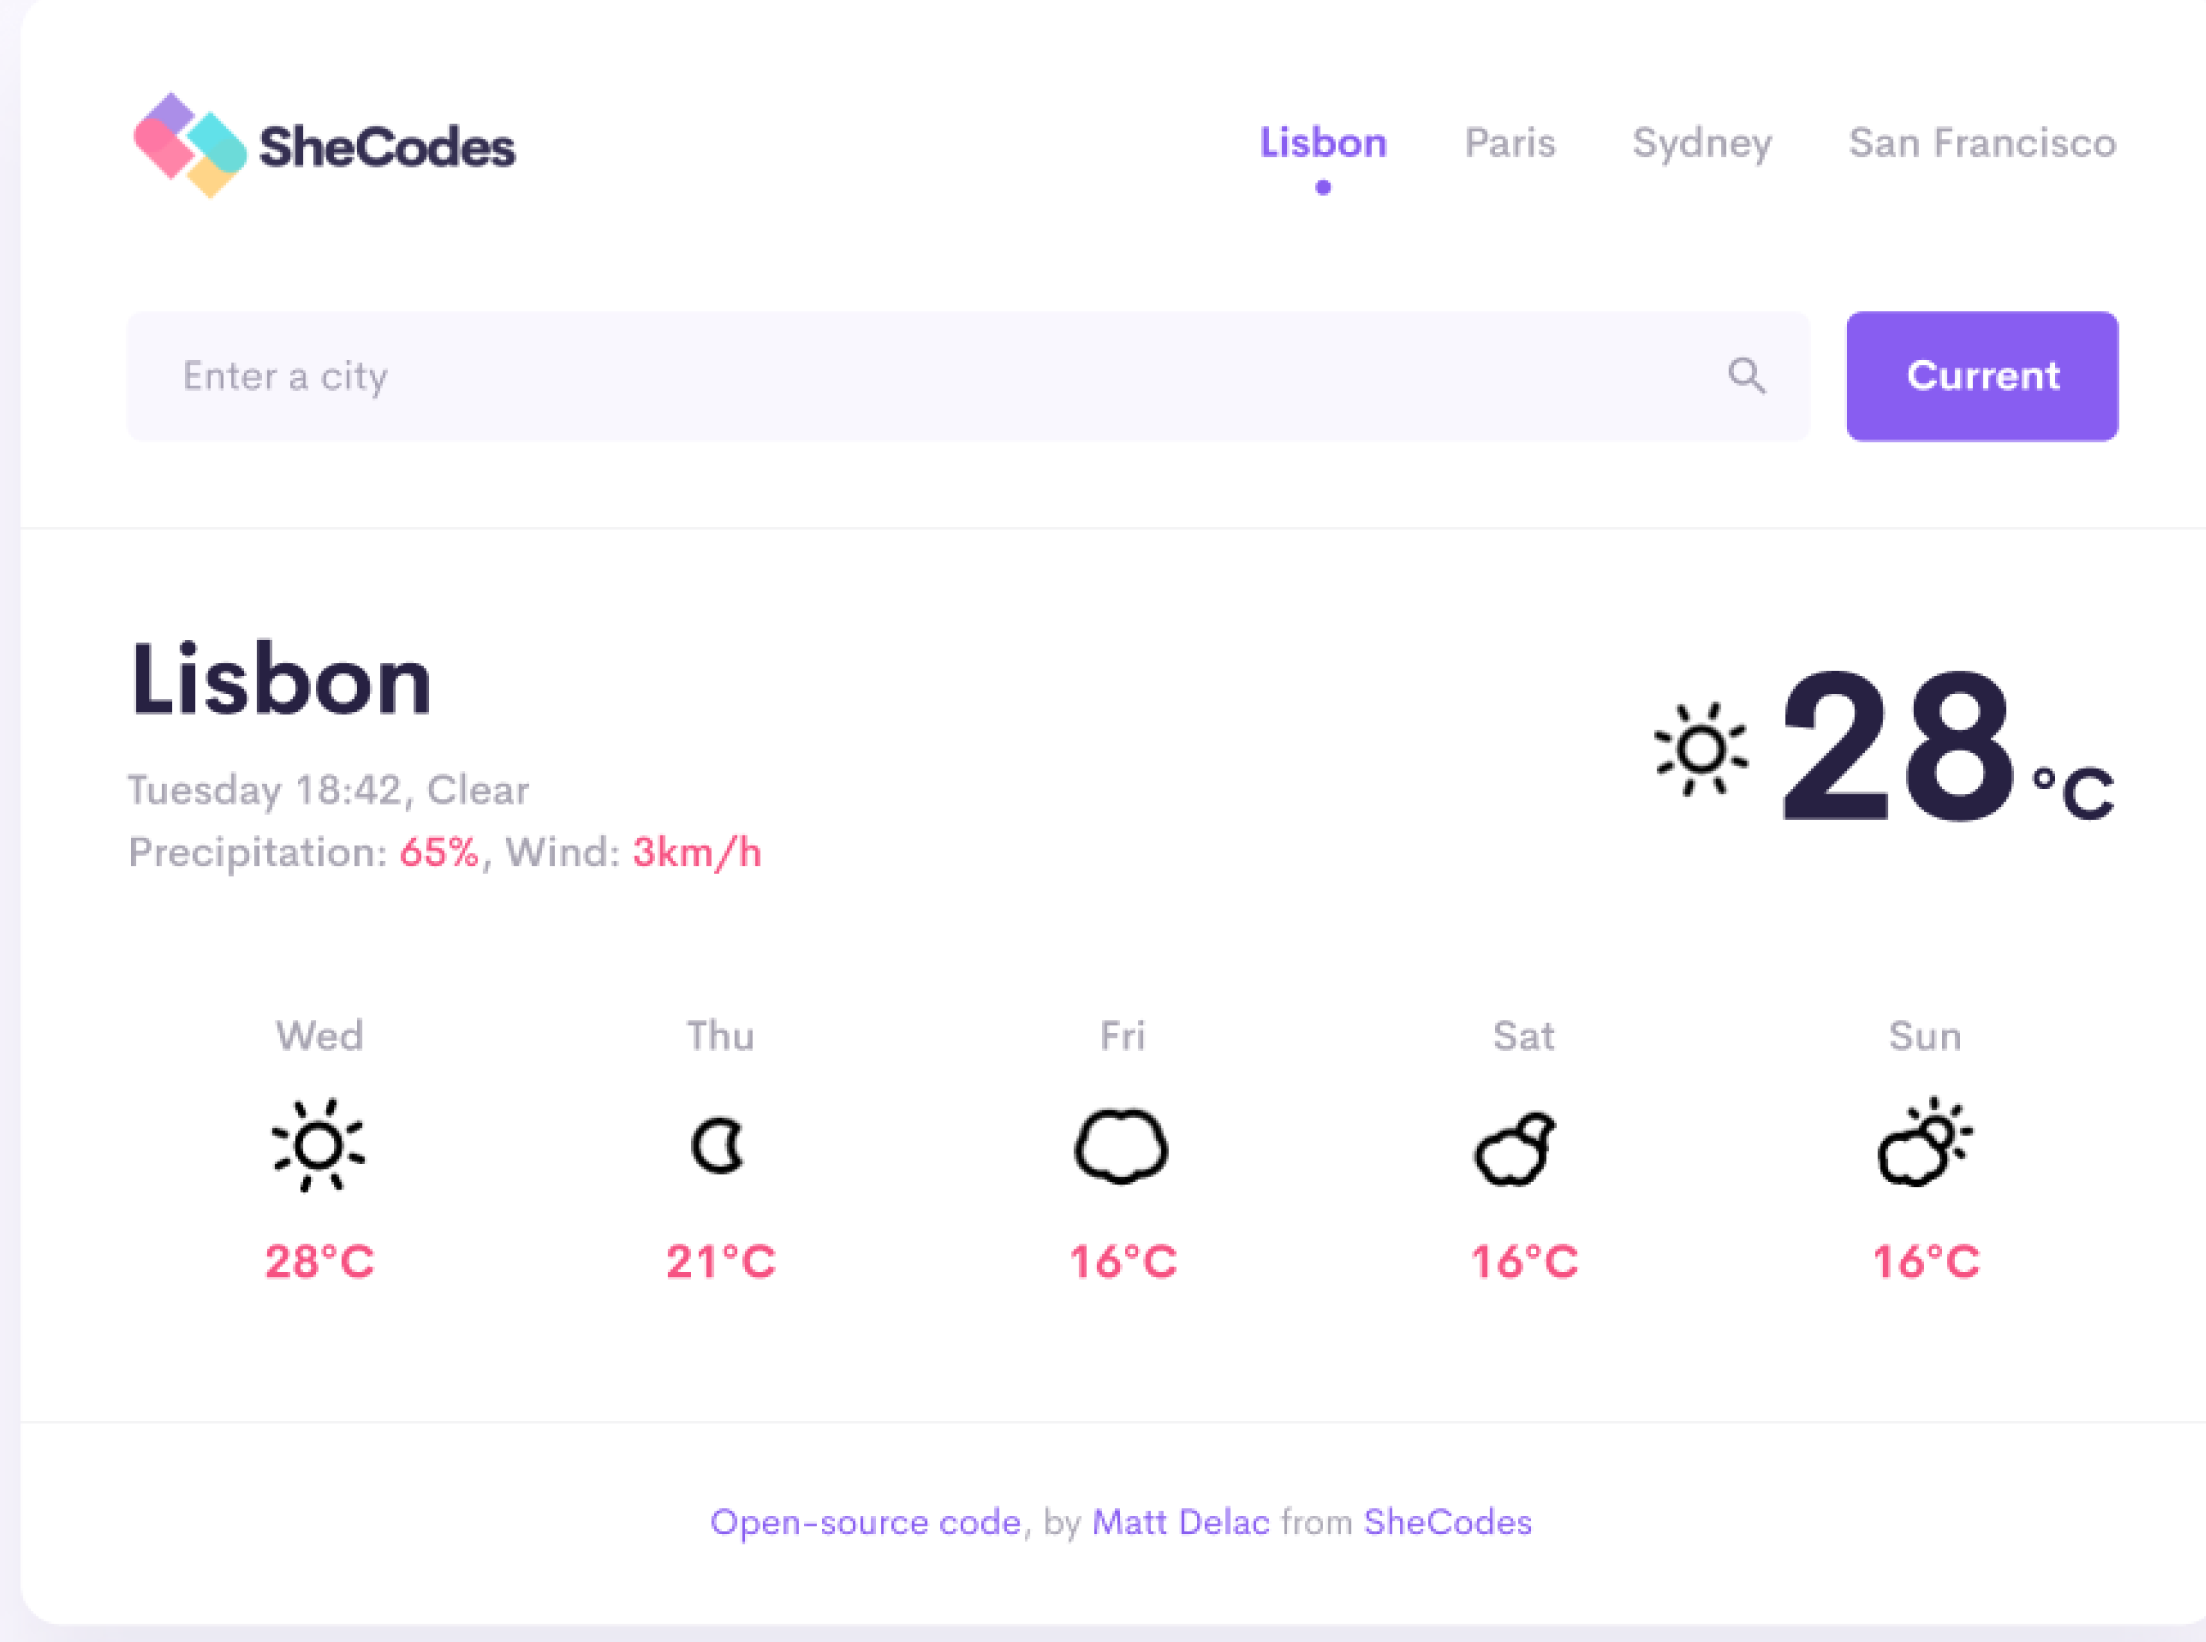 SheCodes
Lisbon Paris Sydney San Francisco
Enter a city
Current
Lisbon
28 °C
Tuesday 18:42, Clear
Precipitation: 65%, Wind: 3km/h
Wed Thu Fri Sat Sun
28°C 21°C 16°C 16°C 16°C
Open-source code, by Matt Delac from SheCodes